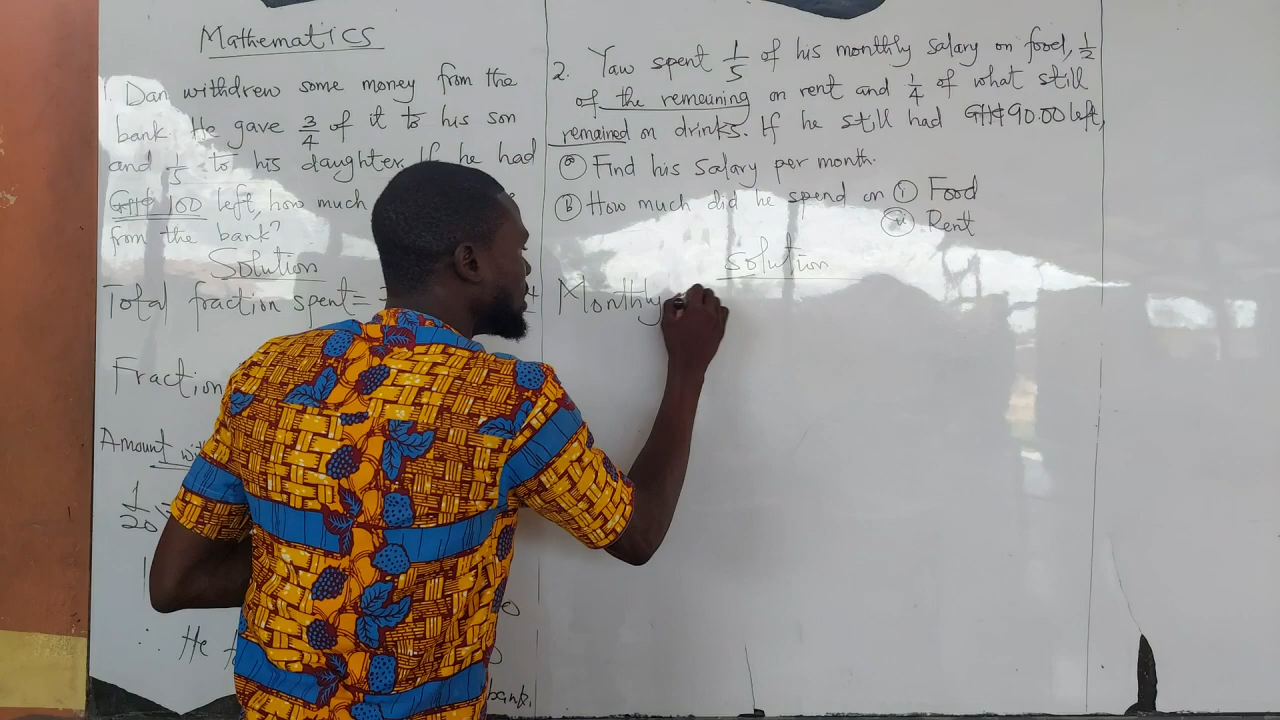 Mathematics
1. Dan withdrew some money from the
bank. He gave 3/4 of it to his son
and 1/5 to his daughter. If he had
GH¢ 100 left, how much
from the bank?
Solution
Total fraction spent =
Fraction
Amount
1/20
∴ He
bank.
2. Yaw spent 1/5 of his monthly salary on food, 1/2
of the remaining on rent and 1/4 of what still
remained on drinks. If he still had GH¢90.00 left,
(a) Find his salary per month.
(b) How much did he spend on (i) Food
(ii) Rent
Solution
Monthly